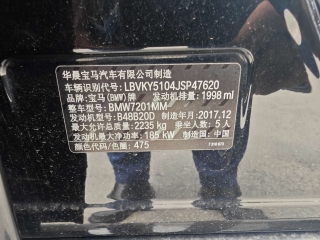 华晨宝马汽车有限公司制造
车辆识别代号：LBVKY5104JSP47620
品牌：宝马(BMW)牌 发动机排量：1998 ml
整车型号：BMW7201MM
发动机型号：B48B20D 制造年月：2017.12
最大允许总质量：2235 kg 乘坐人数：5人
发动机最大净功率：185 kW 制造国：中国
颜色代码/色圈：475